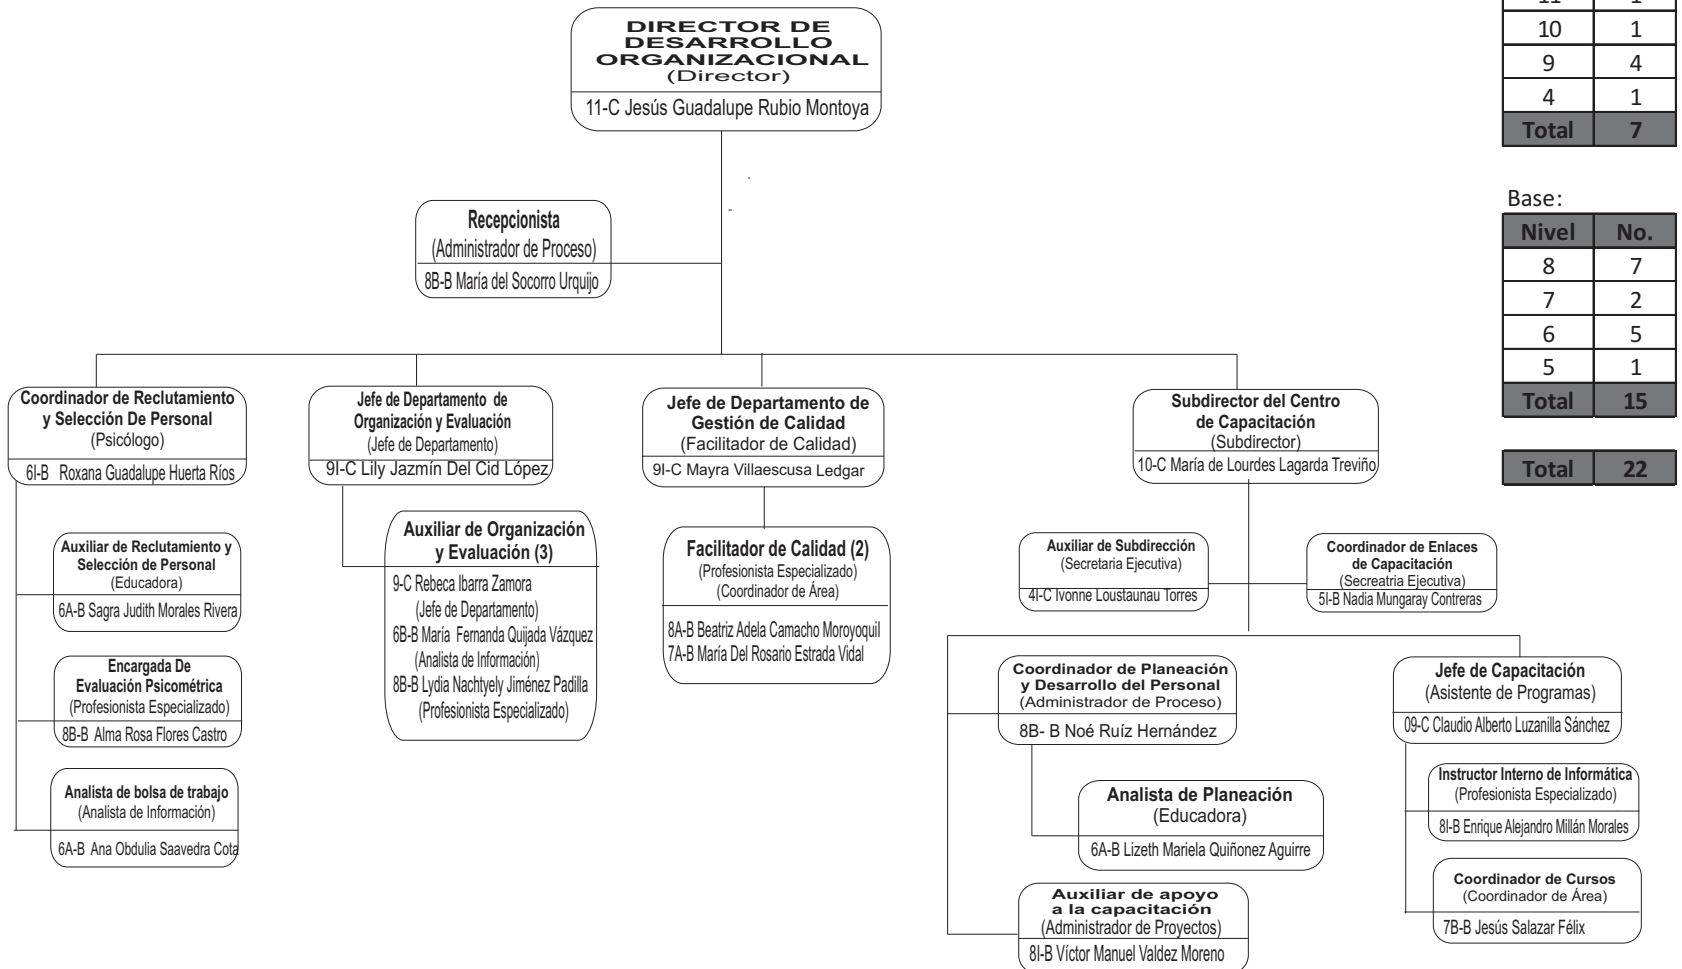 DIRECTOR DE
DESARROLLO
ORGANIZACIONAL
(Director)
11-C Jesús Guadalupe Rubio Montoya
11 1
10 1
9 4
4 1
Total 7
Base:
Nivel No.
8 7
7 2
6 5
5 1
Total 15
Total 22
Recepcionista
(Administrador de Proceso)
8B-B María del Socorro Urquijo
Coordinador de Reclutamiento
y Selección De Personal
(Psicólogo)
6I-B Roxana Guadalupe Huerta Ríos
Auxiliar de Reclutamiento y
Selección de Personal
(Educadora)
6A-B Sagra Judith Morales Rivera
Encargada De
Evaluación Psicométrica
(Profesionista Especializado)
8B-B Alma Rosa Flores Castro
Analista de bolsa de trabajo
(Analista de Información)
6A-B Ana Obdulia Saavedra Cota
Jefe de Departamento de
Organización y Evaluación
(Jefe de Departamento)
9I-C Lily Jazmín Del Cid López
Auxiliar de Organización
y Evaluación (3)
9-C Rebeca Ibarra Zamora
(Jefe de Departamento)
6B-B María Fernanda Quijada Vázquez
(Analista de Información)
8B-B Lydia Nachtyely Jiménez Padilla
(Profesionista Especializado)
Jefe de Departamento de
Gestión de Calidad
(Facilitador de Calidad)
9I-C Mayra Villaescusa Ledgar
Facilitador de Calidad (2)
(Profesionista Especializado)
(Coordinador de Área)
8A-B Beatriz Adela Camacho Moroyoquil
7A-B María Del Rosario Estrada Vidal
Subdirector del Centro
de Capacitación
(Subdirector)
10-C María de Lourdes Lagarda Treviño
Auxiliar de Subdirección
(Secretaria Ejecutiva)
4I-C Ivonne Loustaunau Torres
Coordinador de Enlaces
de Capacitación
(Secreatria Ejecutiva)
5I-B Nadia Mungaray Contreras
Coordinador de Planeación
y Desarrollo del Personal
(Administrador de Proceso)
8B- B Noé Ruíz Hernández
Analista de Planeación
(Educadora)
6A-B Lizeth Mariela Quiñonez Aguirre
Auxiliar de apoyo
a la capacitación
(Administrador de Proyectos)
8I-B Víctor Manuel Valdez Moreno
Jefe de Capacitación
(Asistente de Programas)
09-C Claudio Alberto Luzanilla Sánchez
Instructor Interno de Informática
(Profesionista Especializado)
8I-B Enrique Alejandro Millán Morales
Coordinador de Cursos
(Coordinador de Área)
7B-B Jesús Salazar Félix